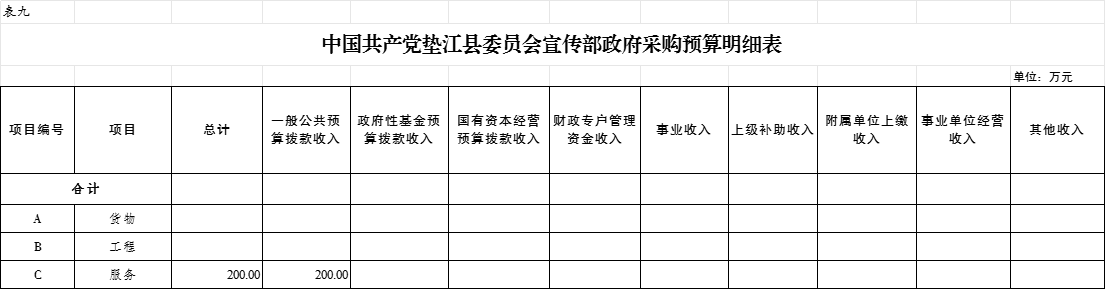 表九
中国共产党垫江县委员会宣传部政府采购预算明细表
单位：万元
项目编号 项目 总计 一般公共预算拨款收入 政府性基金预算拨款收入 国有资本经营预算拨款收入 财政专户管理资金收入 事业收入 上级补助收入 附属单位上缴收入 事业单位经营收入 其他收入
合计
A 货物
B 工程
C 服务 200.00 200.00